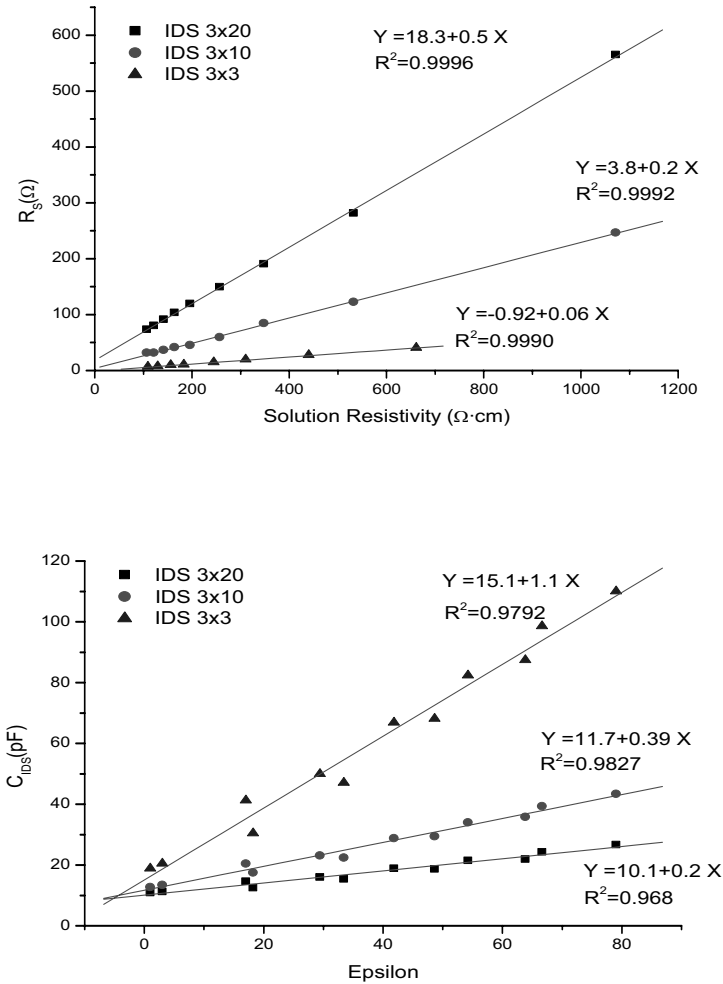 IDS 3x20
IDS 3x10
IDS 3x3
Y =18.3+0.5 X
R²=0.9996
Y =3.8+0.2 X
R²=0.9992
Y =-0.92+0.06 X
R²=0.9990
600
500
400
300
200
100
0
R_S(Ω)
0 200 400 600 800 1000 1200
Solution Resistivity (Ω·cm)
IDS 3x20
IDS 3x10
IDS 3x3
Y =15.1+1.1 X
R²=0.9792
Y =11.7+0.39 X
R²=0.9827
Y =10.1+0.2 X
R²=0.968
120
100
80
60
40
20
0
C_IDS(pF)
0 20 40 60 80
Epsilon